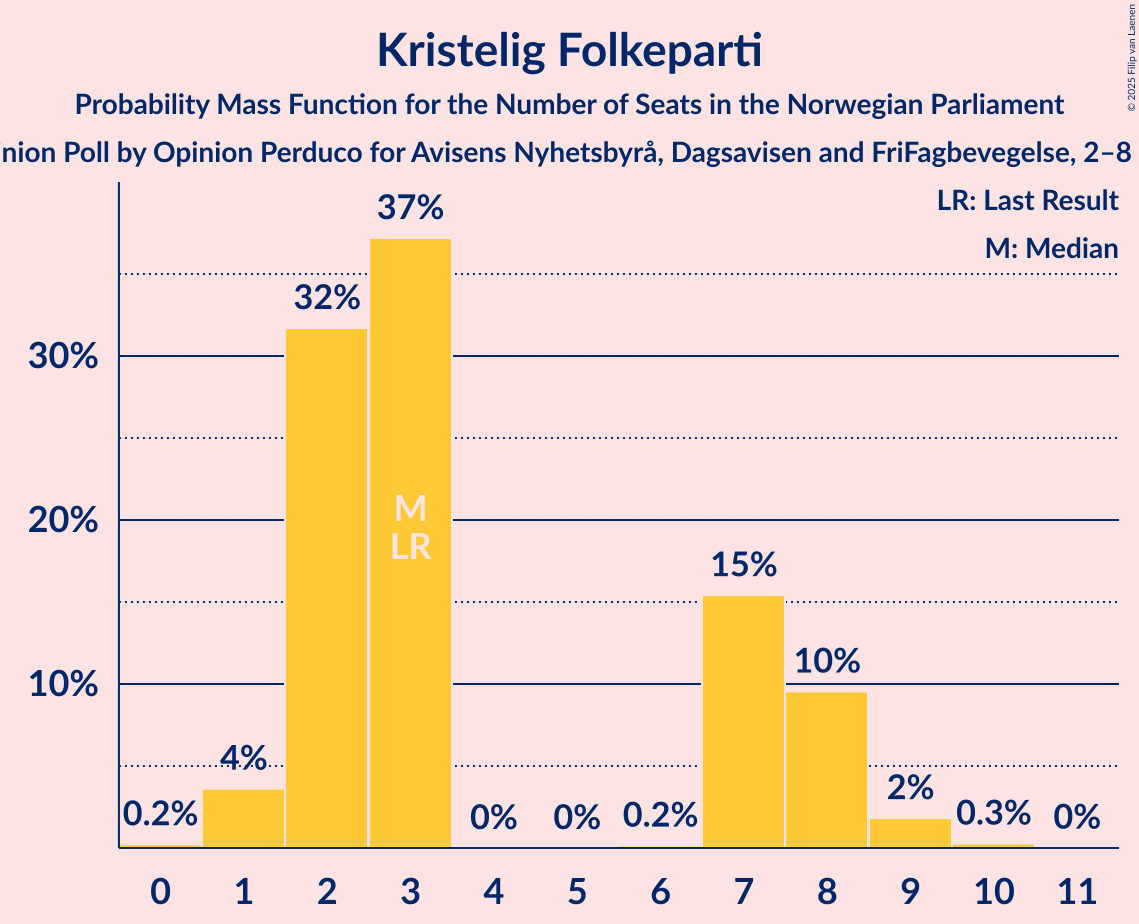 © 2025 Filip van Laenen
Kristelig Folkeparti
Probability Mass Function for the Number of Seats in the Norwegian Parliament
nion Poll by Opinion Perduco for Avisens Nyhetsbyrå, Dagsavisen and FriFagbevegelse, 2–8
LR: Last Result
M: Median
37%
32%
30%
M
20%
LR
15%
10%
10%
4%
2%
0.2% 0% 0% 0.2% 0.3% 0%
0 1 2 3 4 5 6 7 8 9 10 11